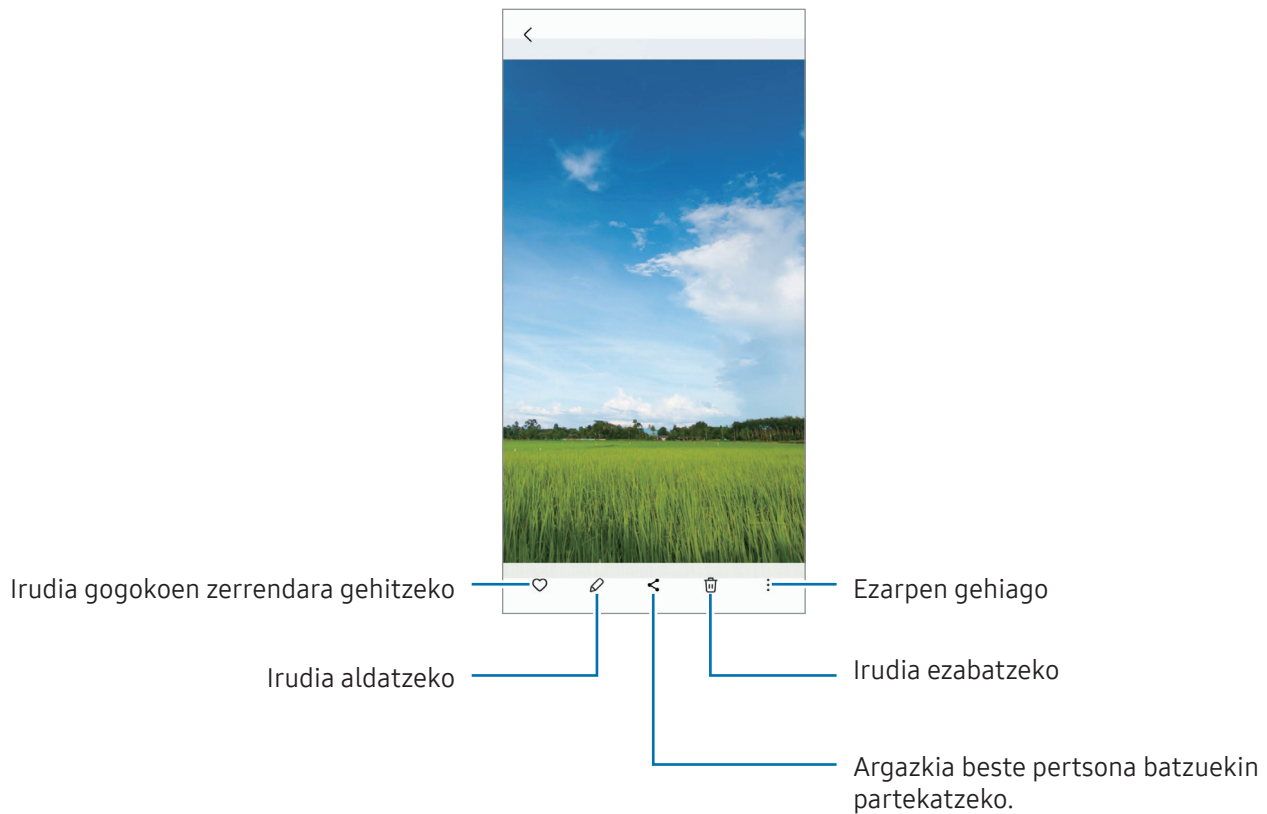 Irudia gogokoen zerrendara gehitzeko
Ezarpen gehiago
Irudia aldatzeko
Irudia ezabatzeko
Argazkia beste pertsona batzuekin
partekatzeko.